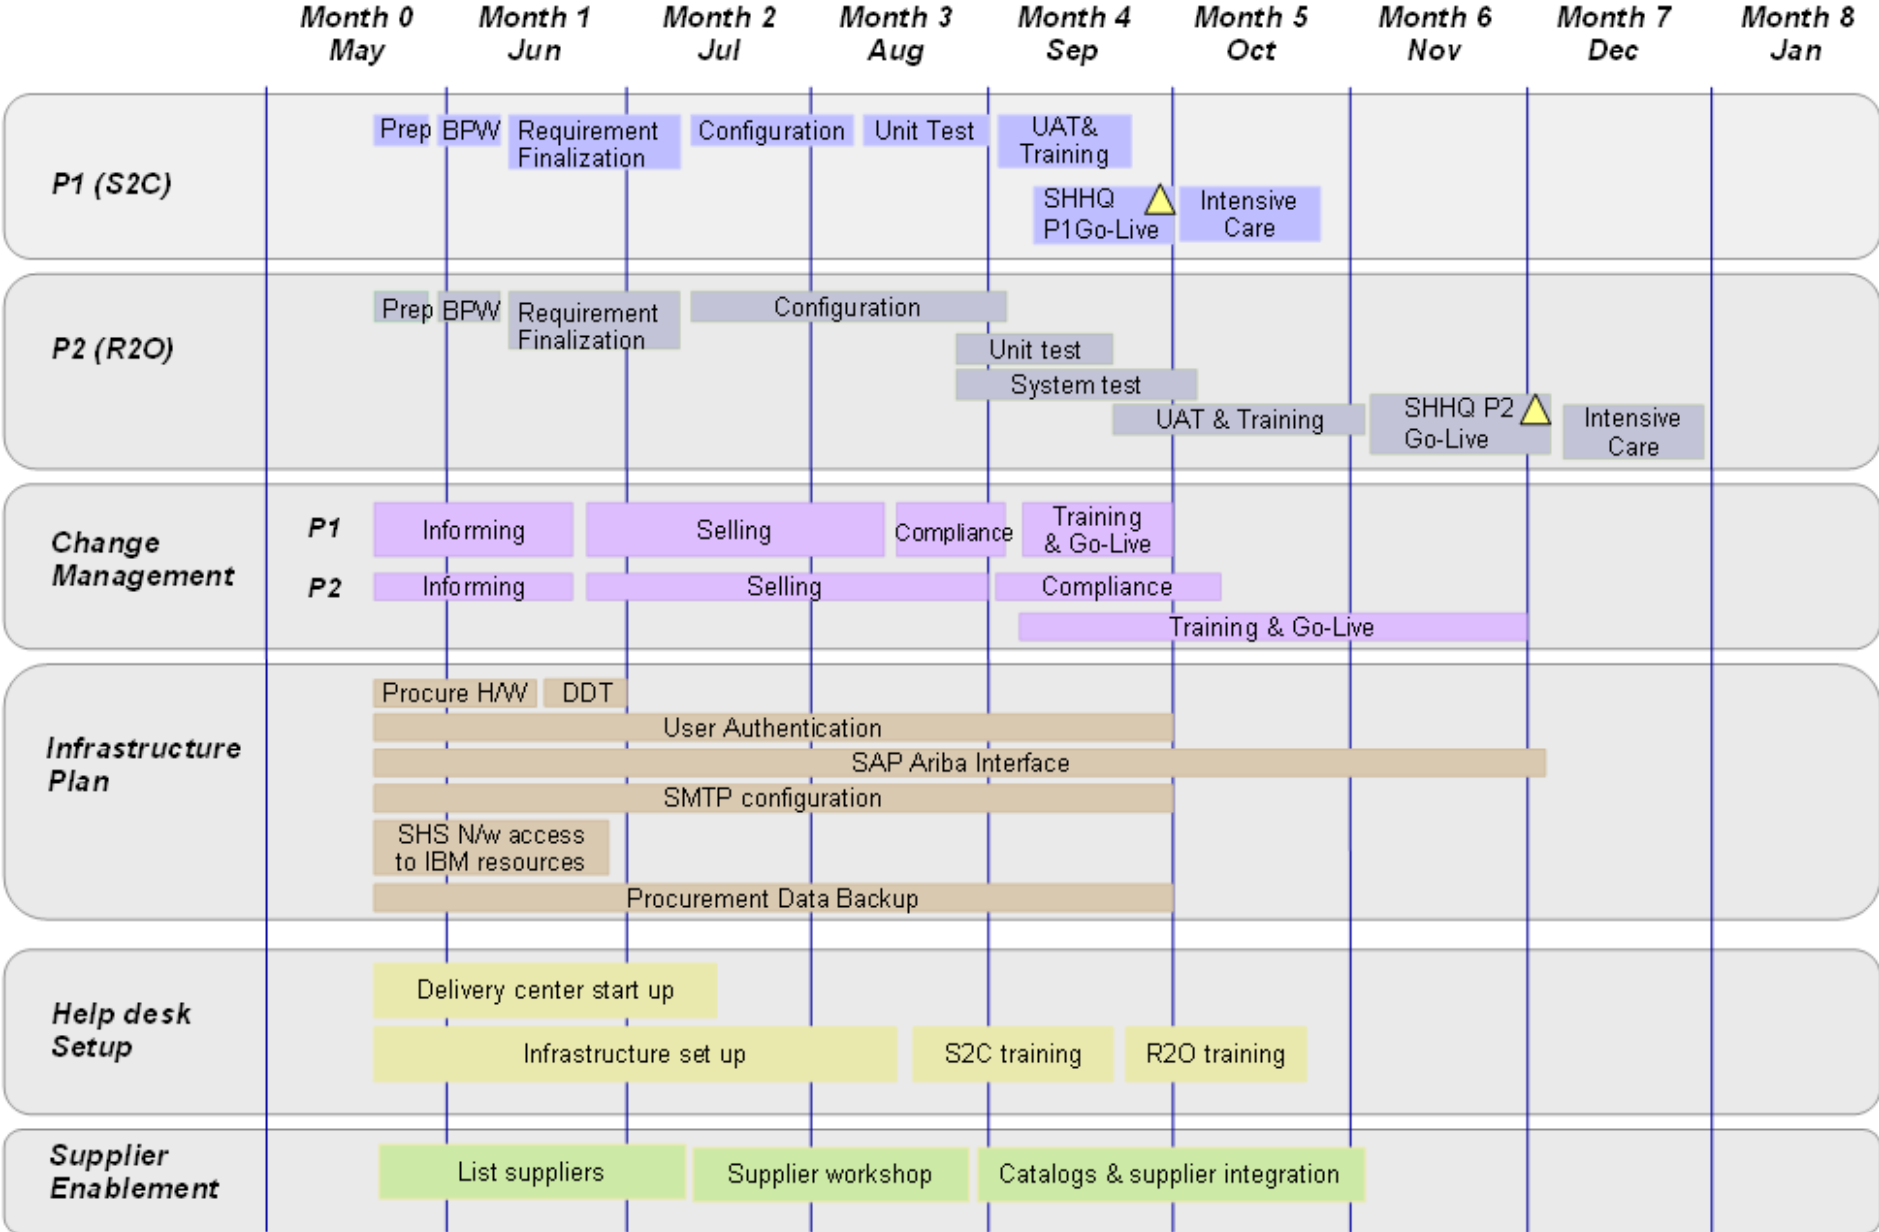 Month 0 Month 1 Month 2 Month 3 Month 4 Month 5 Month 6 Month 7 Month 8
May Jun Jul Aug Sep Oct Nov Dec Jan
P1 (S2C)
Prep BPW Requirement Finalization Configuration Unit Test UAT& Training
SHHQ P1Go-Live Intensive Care
P2 (R2O)
Prep BPW Requirement Finalization Configuration
Unit test
System test
UAT & Training
SHHQ P2 Go-Live
Intensive Care
Change Management
P1 Informing Selling Compliance Training & Go-Live
P2 Informing Selling Compliance
Training & Go-Live
Infrastructure Plan
Procure H/W DDT
User Authentication
SAP Ariba Interface
SMTP configuration
SHS N/w access
to IBM resources
Procurement Data Backup
Help desk Setup
Delivery center start up
Infrastructure set up S2C training R2O training
Supplier Enablement
List suppliers Supplier workshop Catalogs & supplier integration